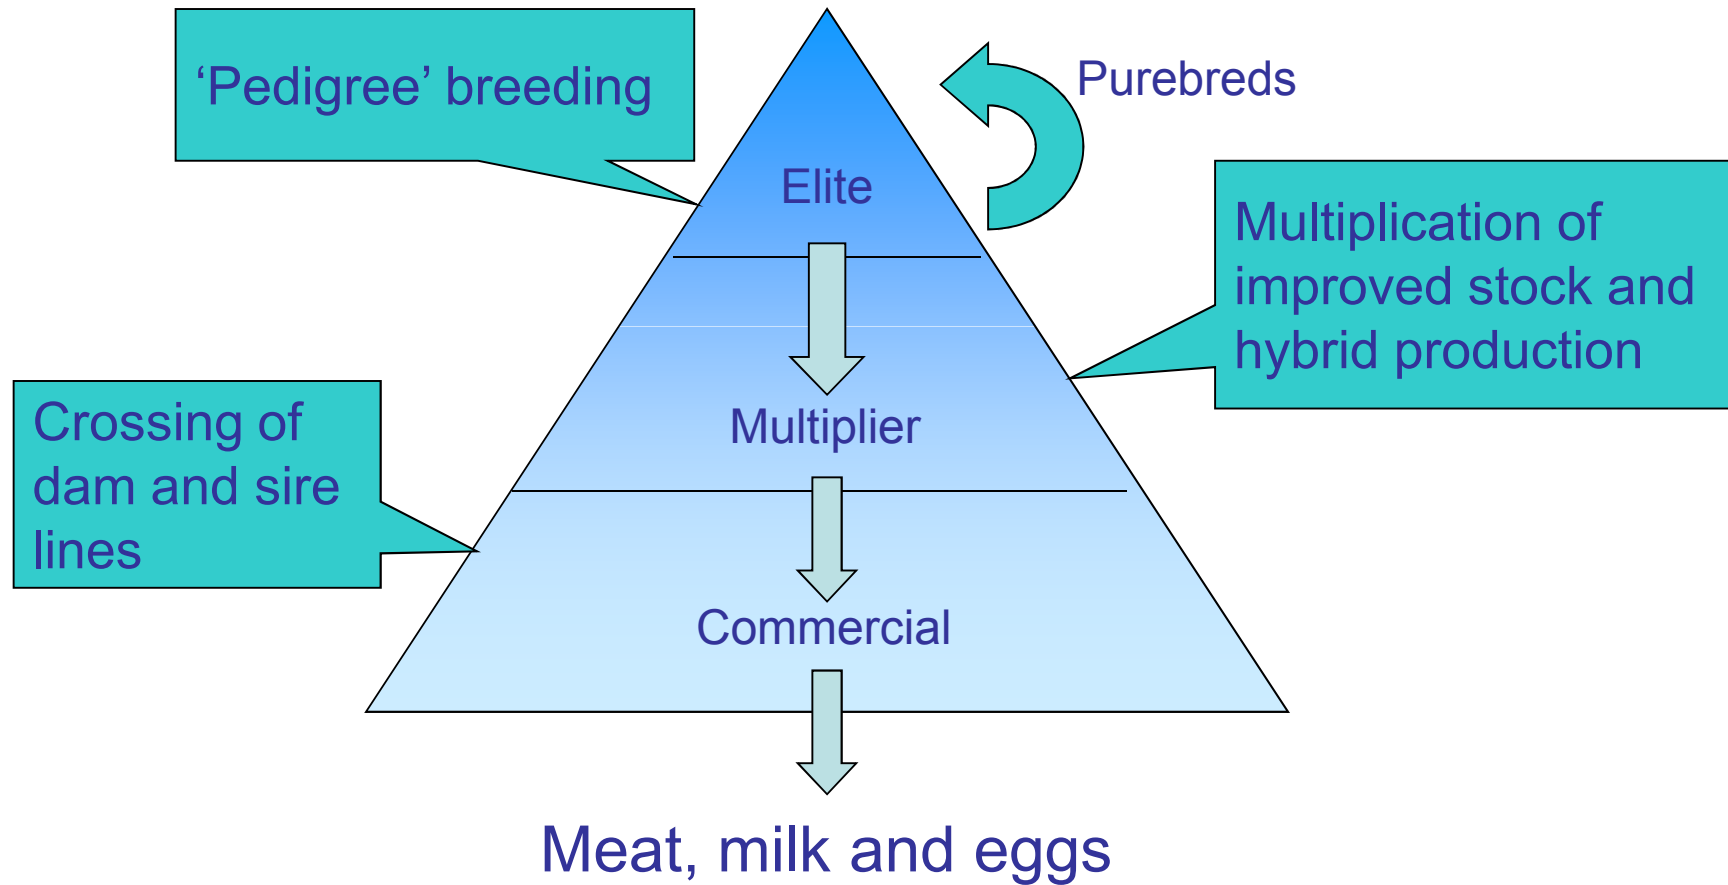 ‘Pedigree’ breeding
Purebreds
Elite
Multiplication of
improved stock and
hybrid production
Multiplier
Crossing of
dam and sire
lines
Commercial
Meat, milk and eggs